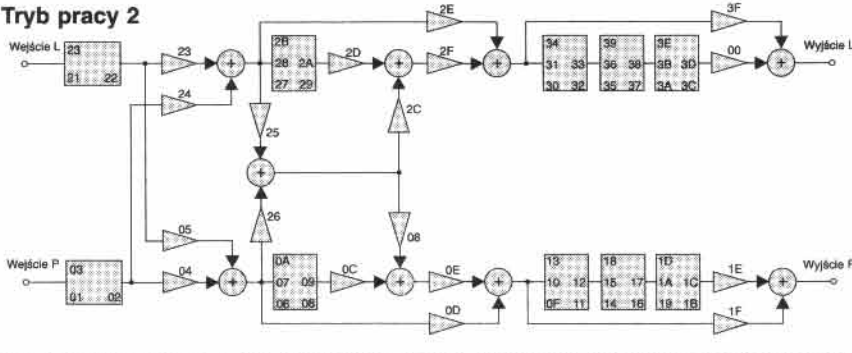 Tryb pracy 2
2E
3F
Wejście L
23
21 22
23
2B
28 2A
27 29
2D
2F
34
31 33
30 32
39
36 38
35 37
3E
3B 3D
3A 3C
00
Wyjście L
24
25
2C
26
08
05
Wejście P
03
01 02
04
0A
07 09
06 08
0C
0E
0D
13
10 12
0F 11
18
15 17
14 16
1D
1A 1C
19 1B
1E
1F
Wyjście P